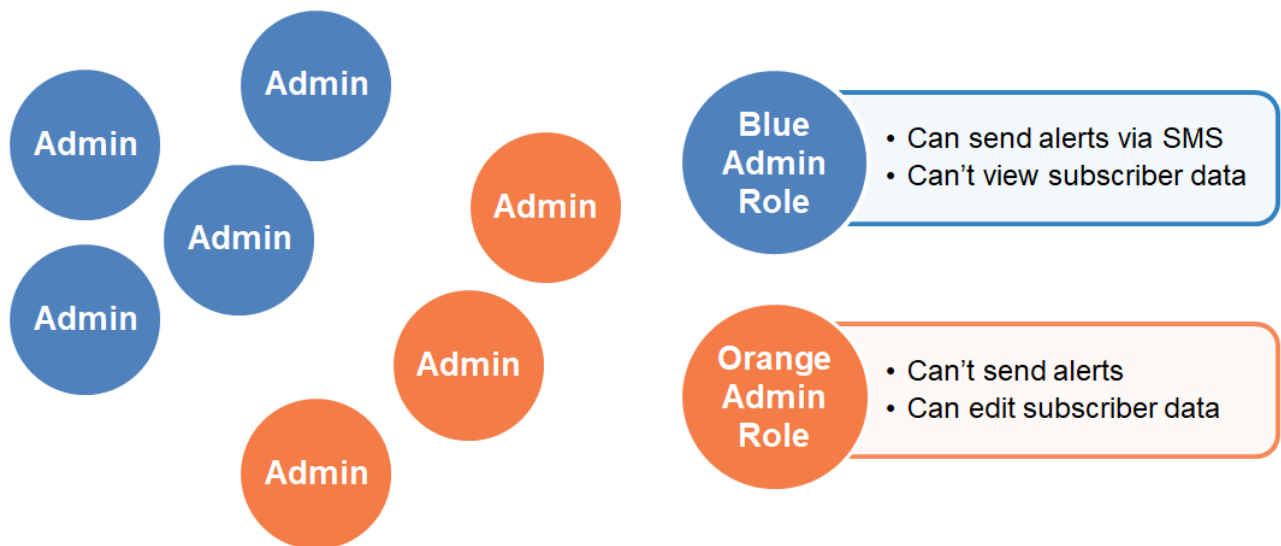 Admin
Admin
Admin
Admin
Admin
Admin
Admin
Blue
Admin
Role
• Can send alerts via SMS
• Can’t view subscriber data
Orange
Admin
Role
• Can’t send alerts
• Can edit subscriber data